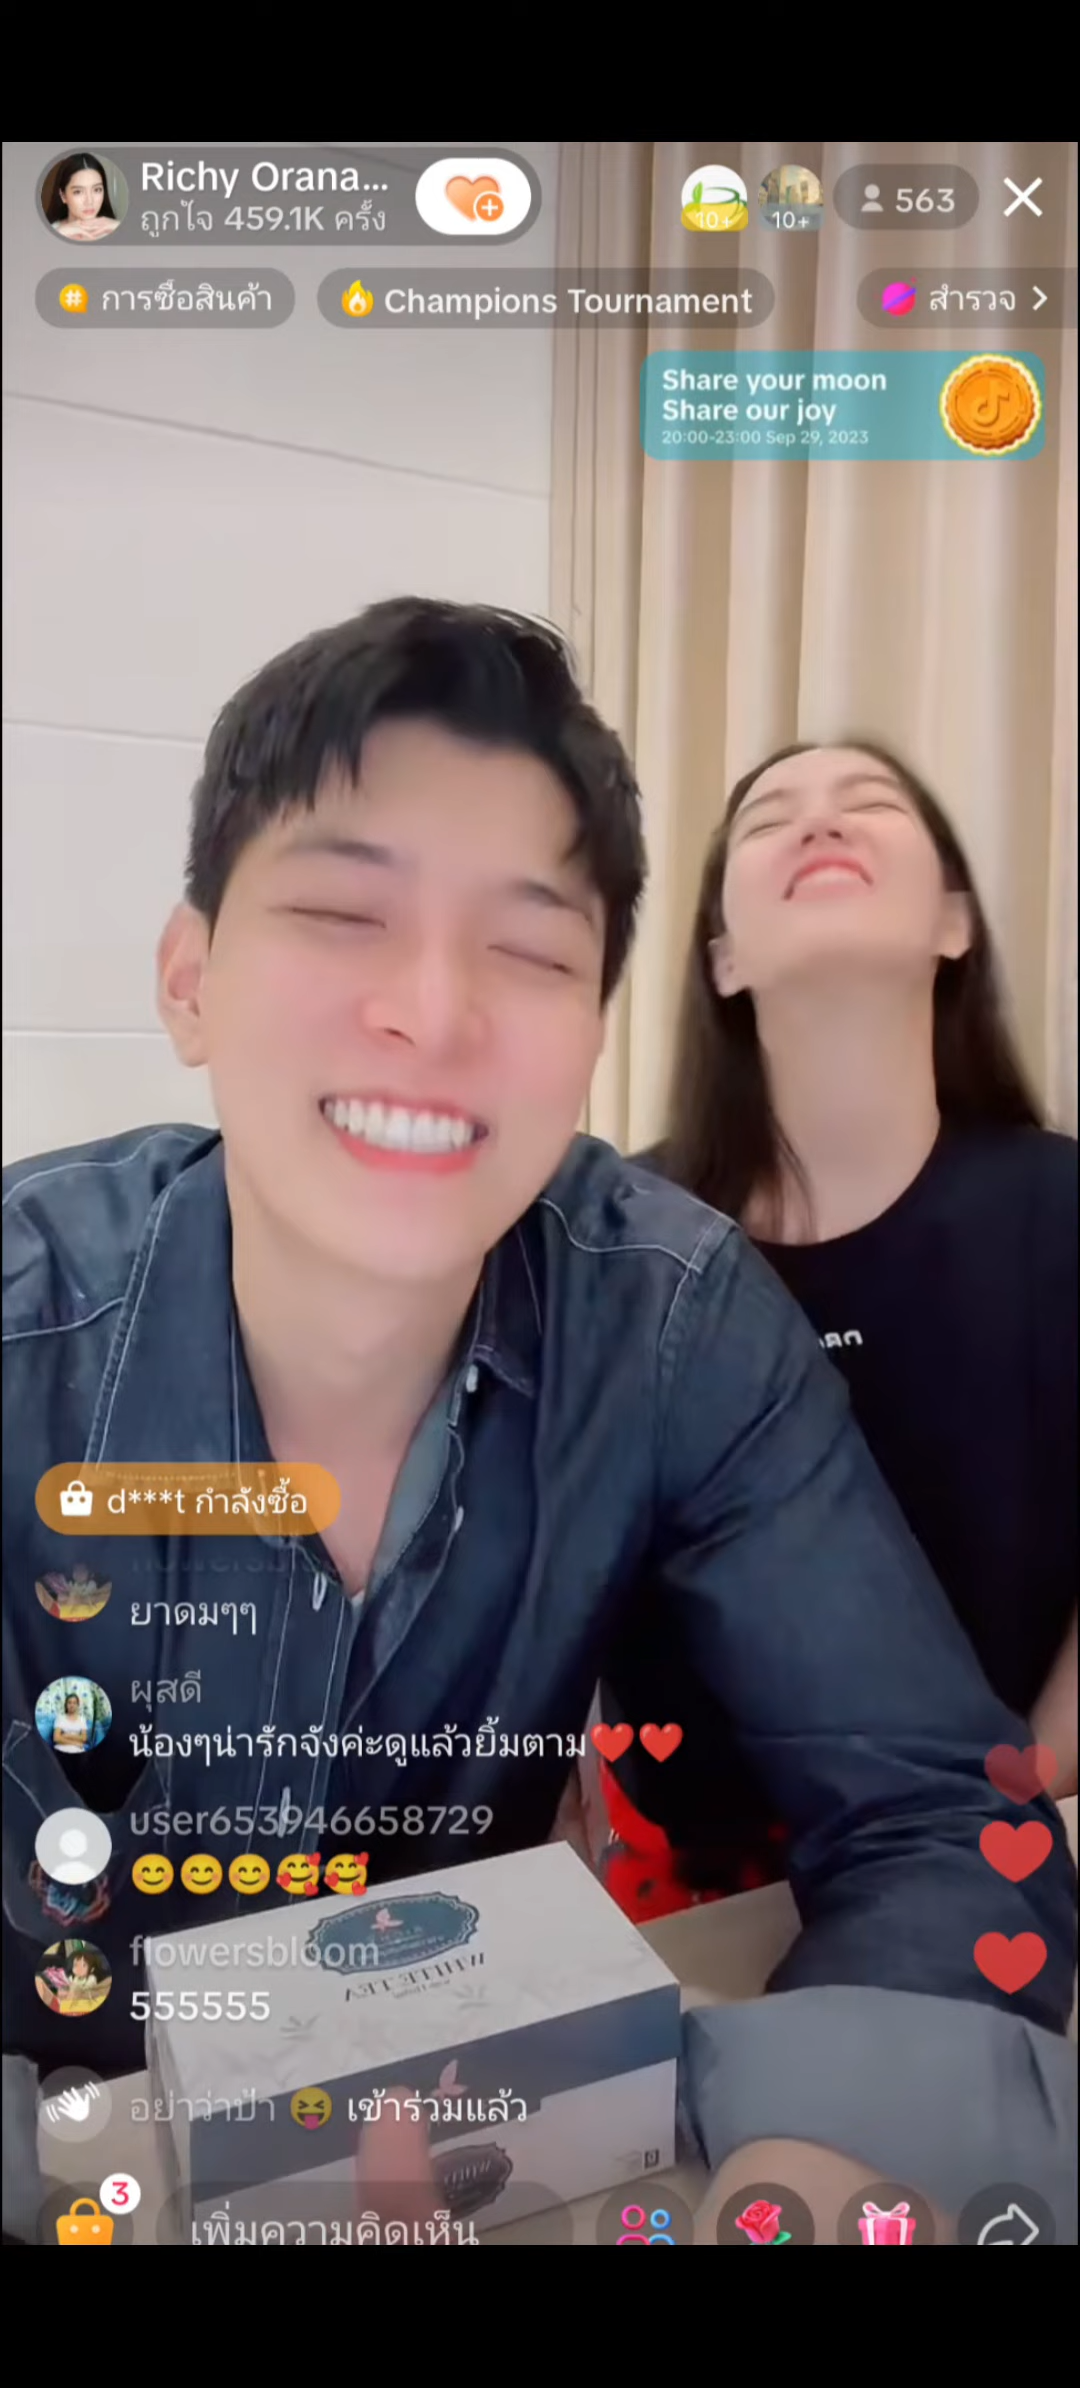 Richy Orana...
ถูกใจ 459.1K ครั้ง
10+
10+
563
การซื้อสินค้า
Champions Tournament
สำรวจ
Share your moon
Share our joy
20:00-23:00 Sep 29, 2023
d***t กำลังซื้อ
flowersbloom
ยาดมๆๆ
ผุสดี
น้องๆน่ารักจังค่ะดูแล้วยิ้มตาม❤️❤️
user653946658729
😊😊😊🥰🥰
flowersbloom
555555
WHITE TEA
อย่าว่าป้า 😝 เข้าร่วมแล้ว
3
เพิ่มความคิดเห็น